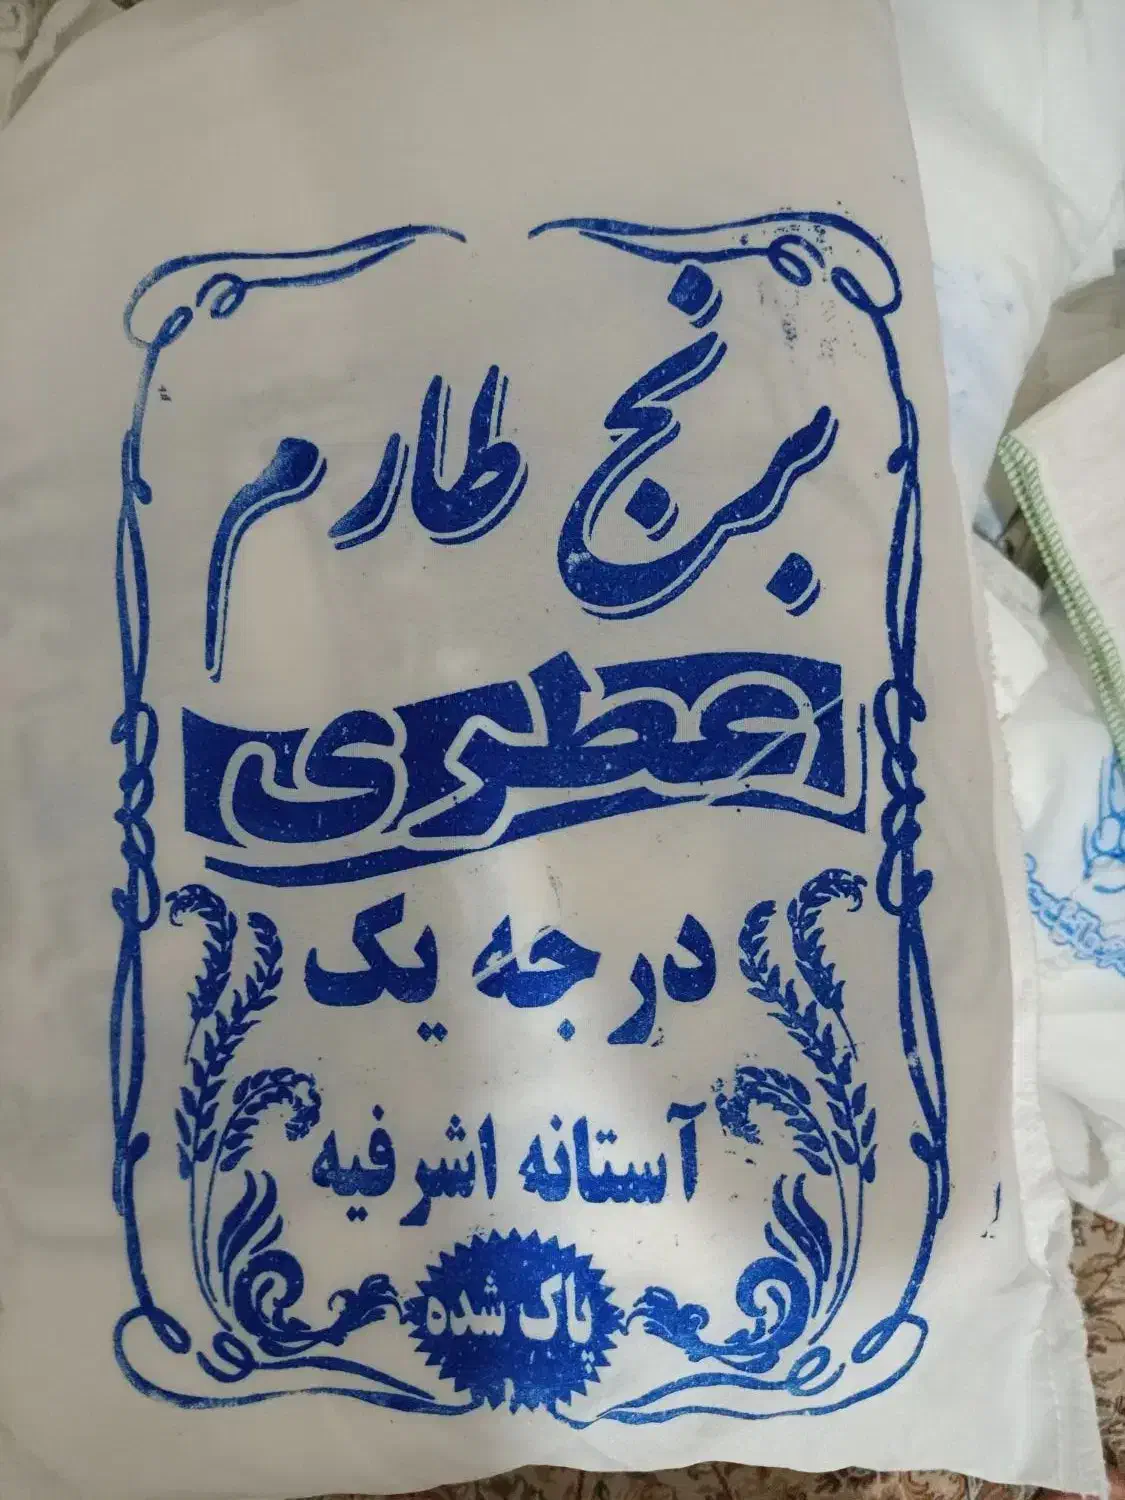 برنج طارم
عطری
درجه یک
آستانه اشرفیه
پاک شده